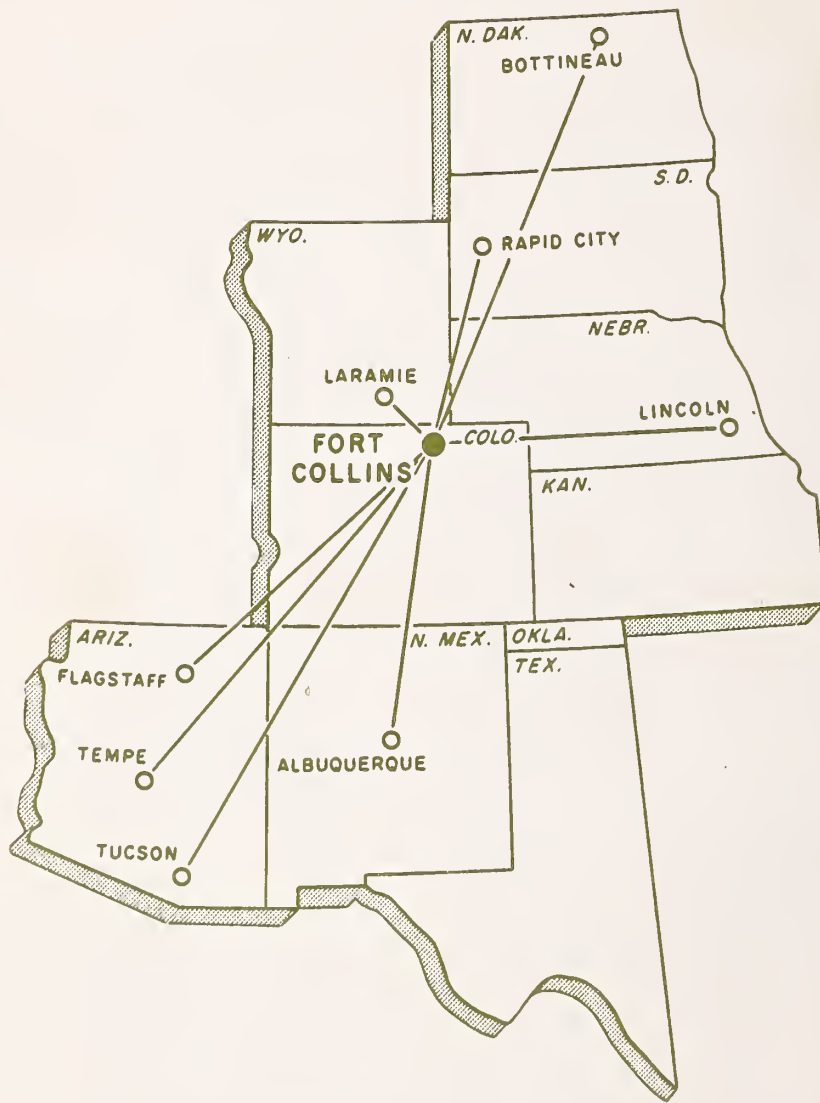 N. DAK.
BOTTINEAU
S. D.
WYO.
RAPID CITY
NEBR.
LARAMIE
LINCOLN
FORT
COLLINS
COLO.
KAN.
ARIZ.
N. MEX.
OKLA.
TEX.
FLAGSTAFF
TEMPE
ALBUQUERQUE
TUCSON